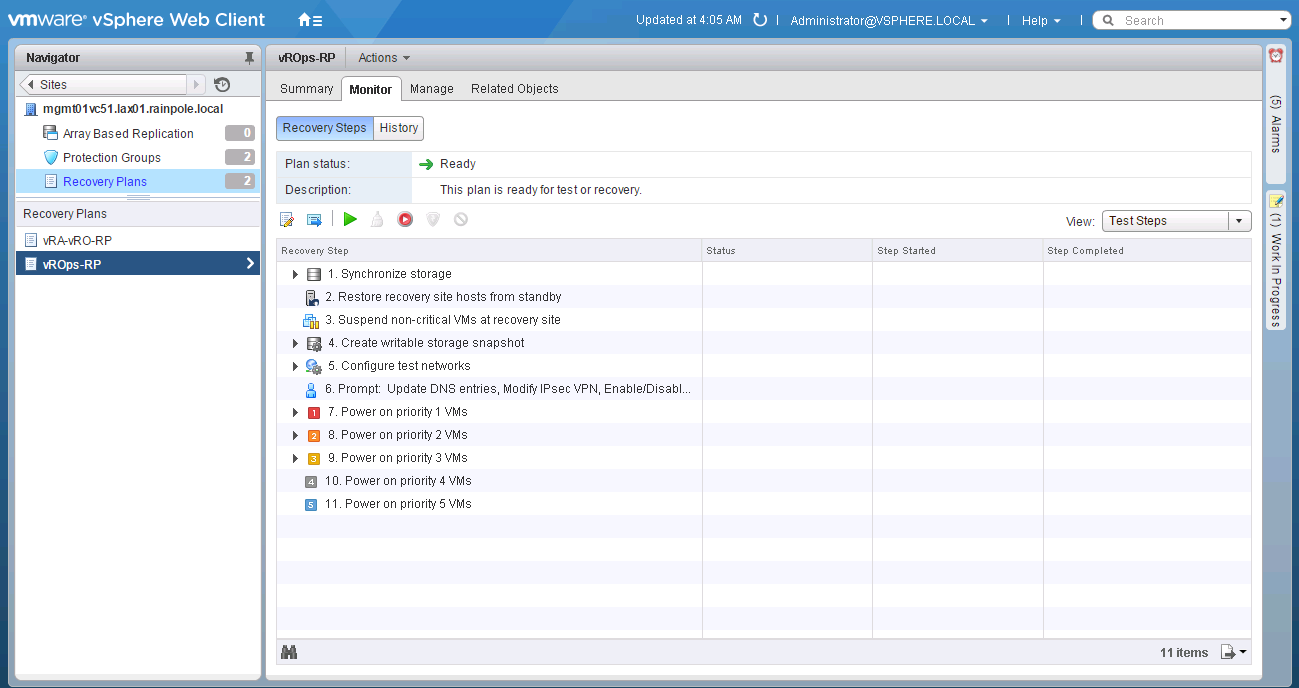 vmware® vSphere Web Client
Updated at 4:05 AM
Administrator@VSPHERE.LOCAL
Help
Search
Navigator
Sites
mgmt01vc51.lax01.rainpole.local
Array Based Replication 0
Protection Groups 2
Recovery Plans 2
Recovery Plans
vRA-vRO-RP
vROps-RP
vROps-RP Actions
Summary Monitor Manage Related Objects
Recovery Steps History
Plan status: Ready
Description: This plan is ready for test or recovery.
View: Test Steps
Recovery Step Status Step Started Step Completed
1. Synchronize storage
2. Restore recovery site hosts from standby
3. Suspend non-critical VMs at recovery site
4. Create writable storage snapshot
5. Configure test networks
6. Prompt: Update DNS entries, Modify IPsec VPN, Enable/Disabl...
1 7. Power on priority 1 VMs
2 8. Power on priority 2 VMs
3 9. Power on priority 3 VMs
4 10. Power on priority 4 VMs
5 11. Power on priority 5 VMs
11 items
(5) Alarms
(1) Work In Progress